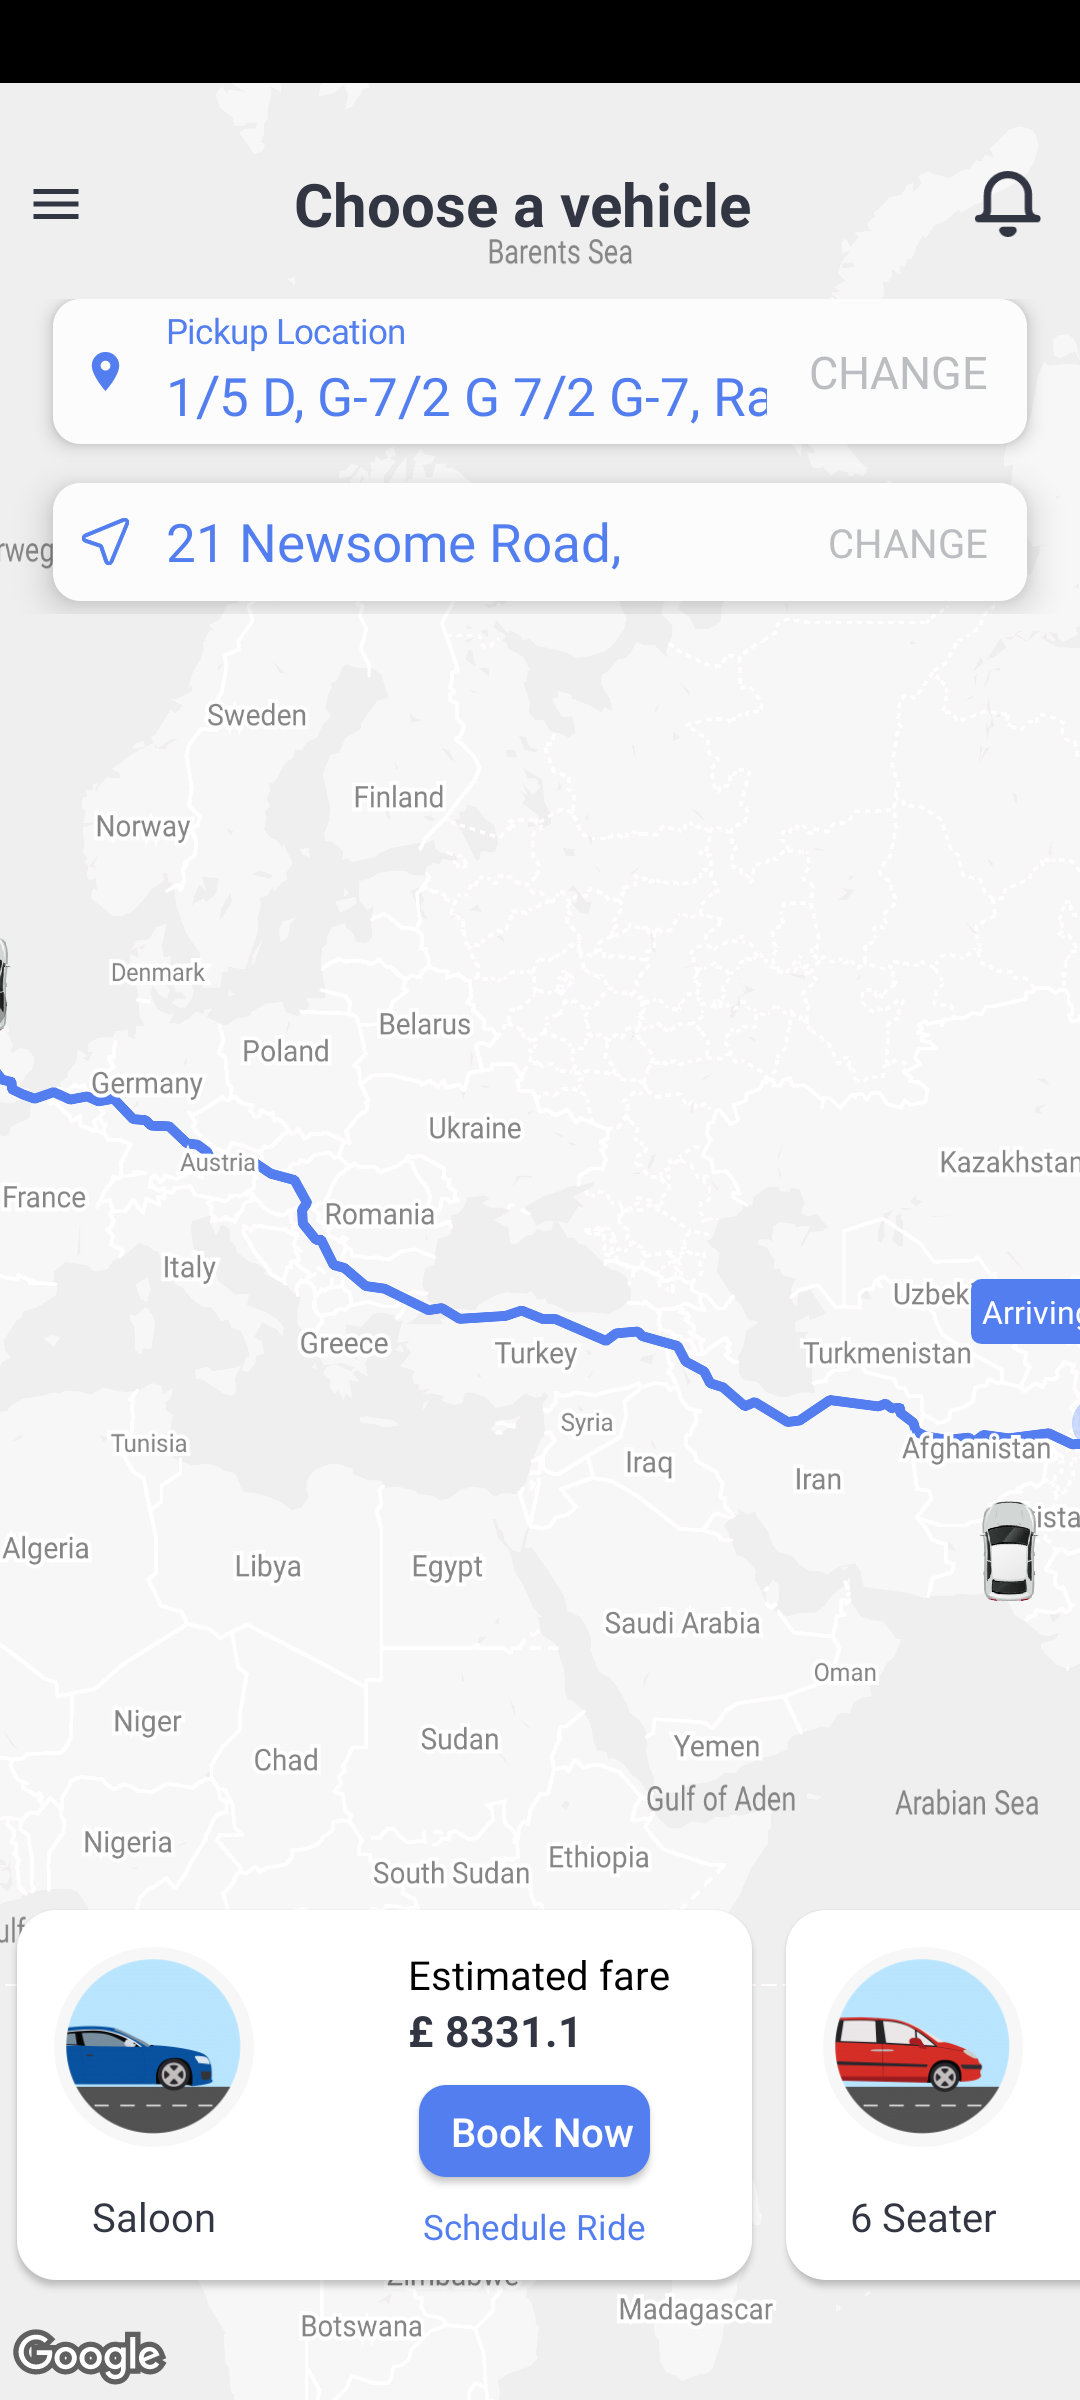 Choose a vehicle
Barents Sea
Pickup Location
1/5 D, G-7/2 G 7/2 G-7, Ra
CHANGE
rweg
21 Newsome Road,
CHANGE
Sweden
Finland
Norway
Denmark
Belarus
Poland
Germany
Ukraine
Austria
Kazakhstan
France
Romania
Italy
Uzbek
Arriving
Greece
Turkey
Turkmenistan
Syria
Tunisia
Afghanistan
Iraq
Iran
ista
Algeria
Libya
Egypt
Saudi Arabia
Oman
Niger
Sudan
Yemen
Chad
Gulf of Aden
Arabian Sea
Nigeria
Ethiopia
South Sudan
ulf
Estimated fare
£ 8331.1
Book Now
Saloon
Schedule Ride
6 Seater
Zimbabwe
Madagascar
Botswana
Google